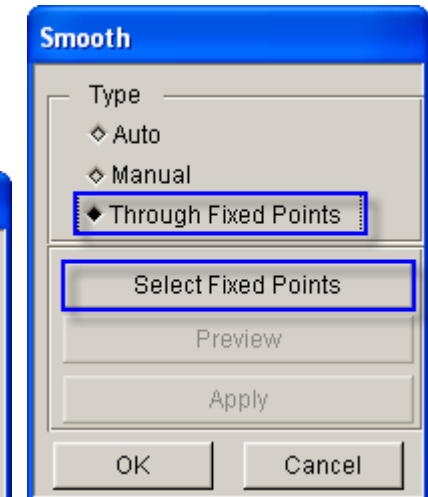 Smooth
Type
Auto
Manual
Through Fixed Points
Select Fixed Points
Preview
Apply
OK Cancel